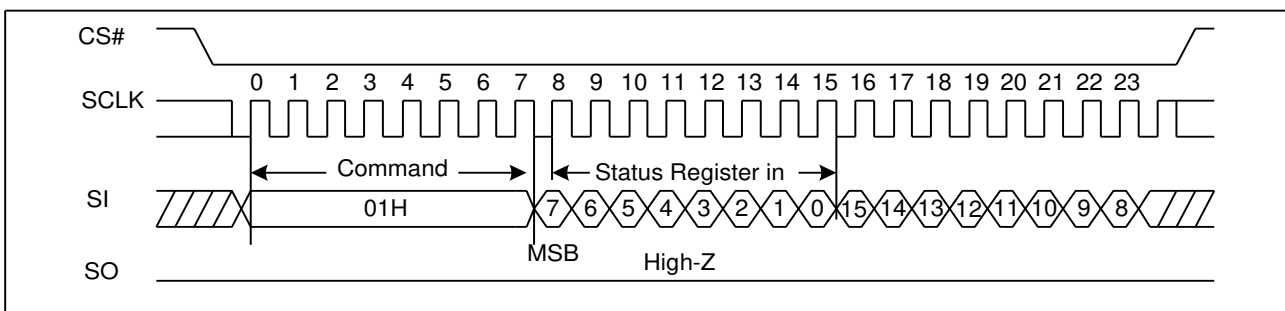 CS#
0 1 2 3 4 5 6 7 8 9 10 11 12 13 14 15 16 17 18 19 20 21 22 23
SCLK
Command Status Register in
SI 01H 7 6 5 4 3 2 1 0 15 14 13 12 11 10 9 8
MSB High-Z
SO